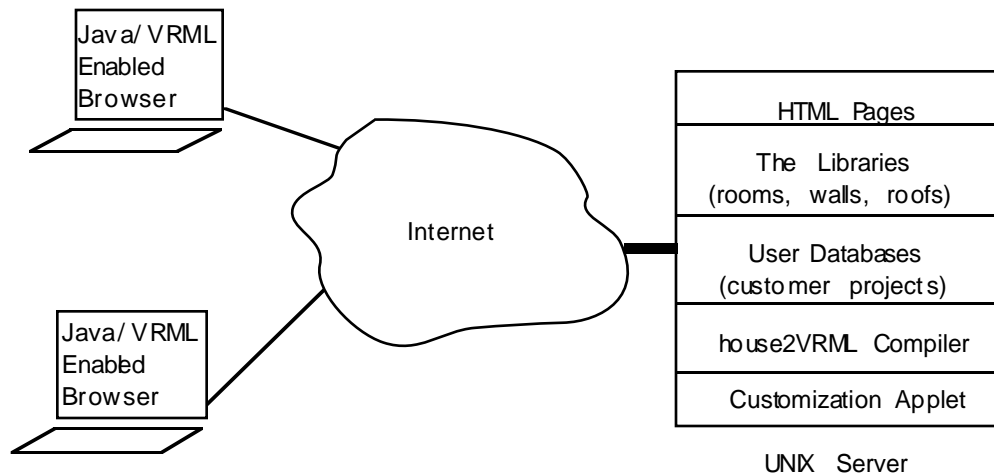 Java/VRML
Enabled
Browser
Java/VRML
Enabled
Browser
Internet
HTML Pages
The Libraries
(rooms, walls, roofs)
User Databases
(customer projects)
house2VRML Compiler
Customization Applet
UNIX Server